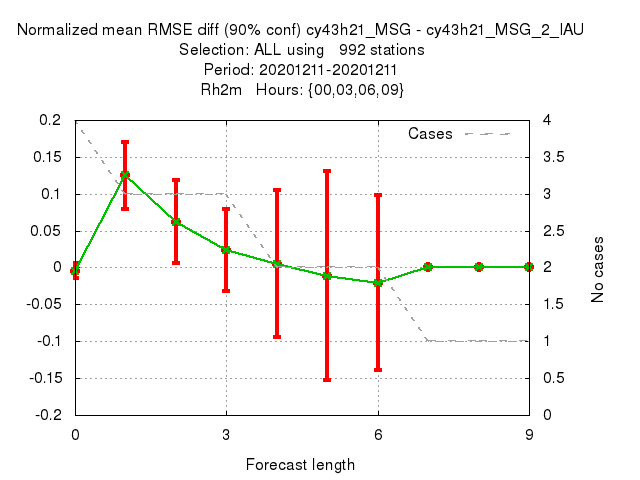 Normalized mean RMSE diff (90% conf) cy43h21_MSG - cy43h21_MSG_2_IAU
Selection: ALL using   992 stations
Period: 20201211-20201211
Rh2m   Hours: {00,03,06,09}
Cases
0.2
0.15
0.1
0.05
0
-0.05
-0.1
-0.15
-0.2
4
3.5
3
2.5
2
1.5
1
0.5
0
No cases
0 3 6 9
Forecast length